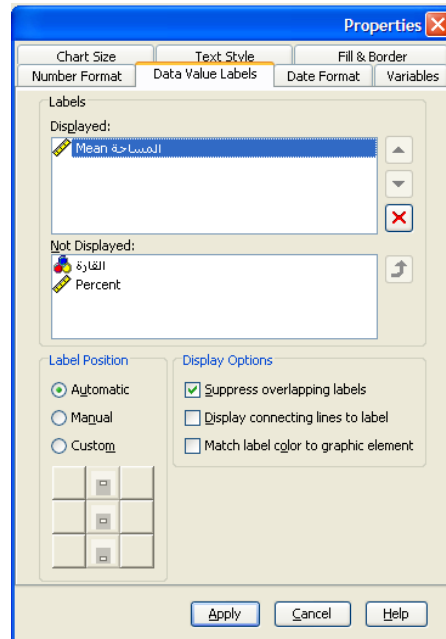 Properties
Chart Size Text Style Fill & Border
Number Format Data Value Labels Date Format Variables
Labels
Displayed:
Mean المساحة
Not Displayed:
القارة
Percent
Label Position
Automatic
Manual
Custom
Display Options
Suppress overlapping labels
Display connecting lines to label
Match label color to graphic element
Apply Cancel Help